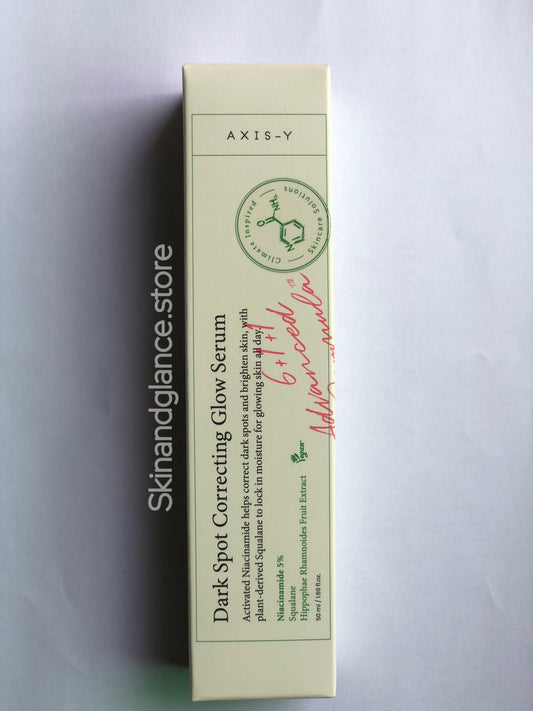 AXIS-Y
Climate Inspired
Skincare Solutions
NH₂
O
N
6+1+1
Advanced
™
Dark Spot Correcting Glow Serum
Activated Niacinamide helps correct dark spots and brighten skin, with
plant-derived Squalane to lock in moisture for glowing skin all day.
Niacinamide 5%
Squalane
Hippophae Rhamnoides Fruit Extract
Vegan
50 ml / 1.69 fl.oz.
Skinandglance.store